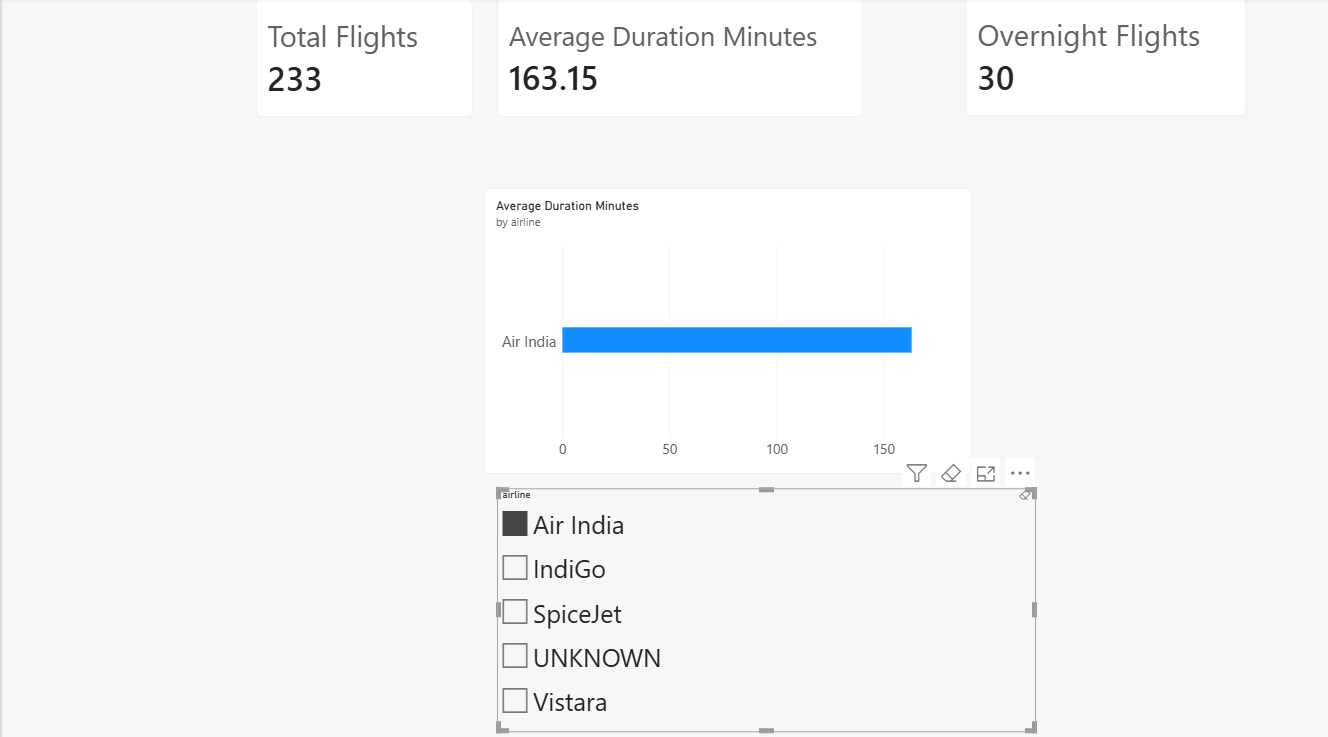 Total Flights
233
Average Duration Minutes
163.15
Overnight Flights
30
Average Duration Minutes
by airline
Air India
0 50 100 150
airline
Air India
IndiGo
SpiceJet
UNKNOWN
Vistara